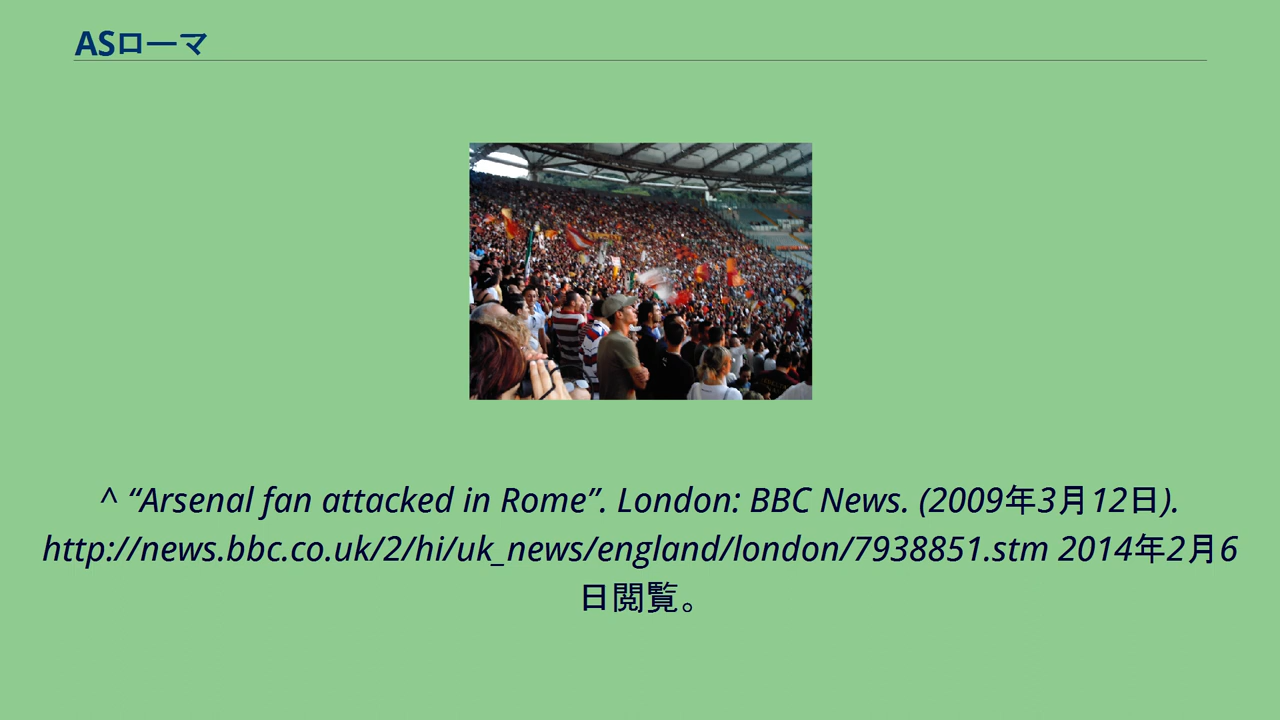 ASローマ
^ “Arsenal fan attacked in Rome”. London: BBC News. (2009年3月12日).
http://news.bbc.co.uk/2/hi/uk_news/england/london/7938851.stm 2014年2月6
日閲覧。